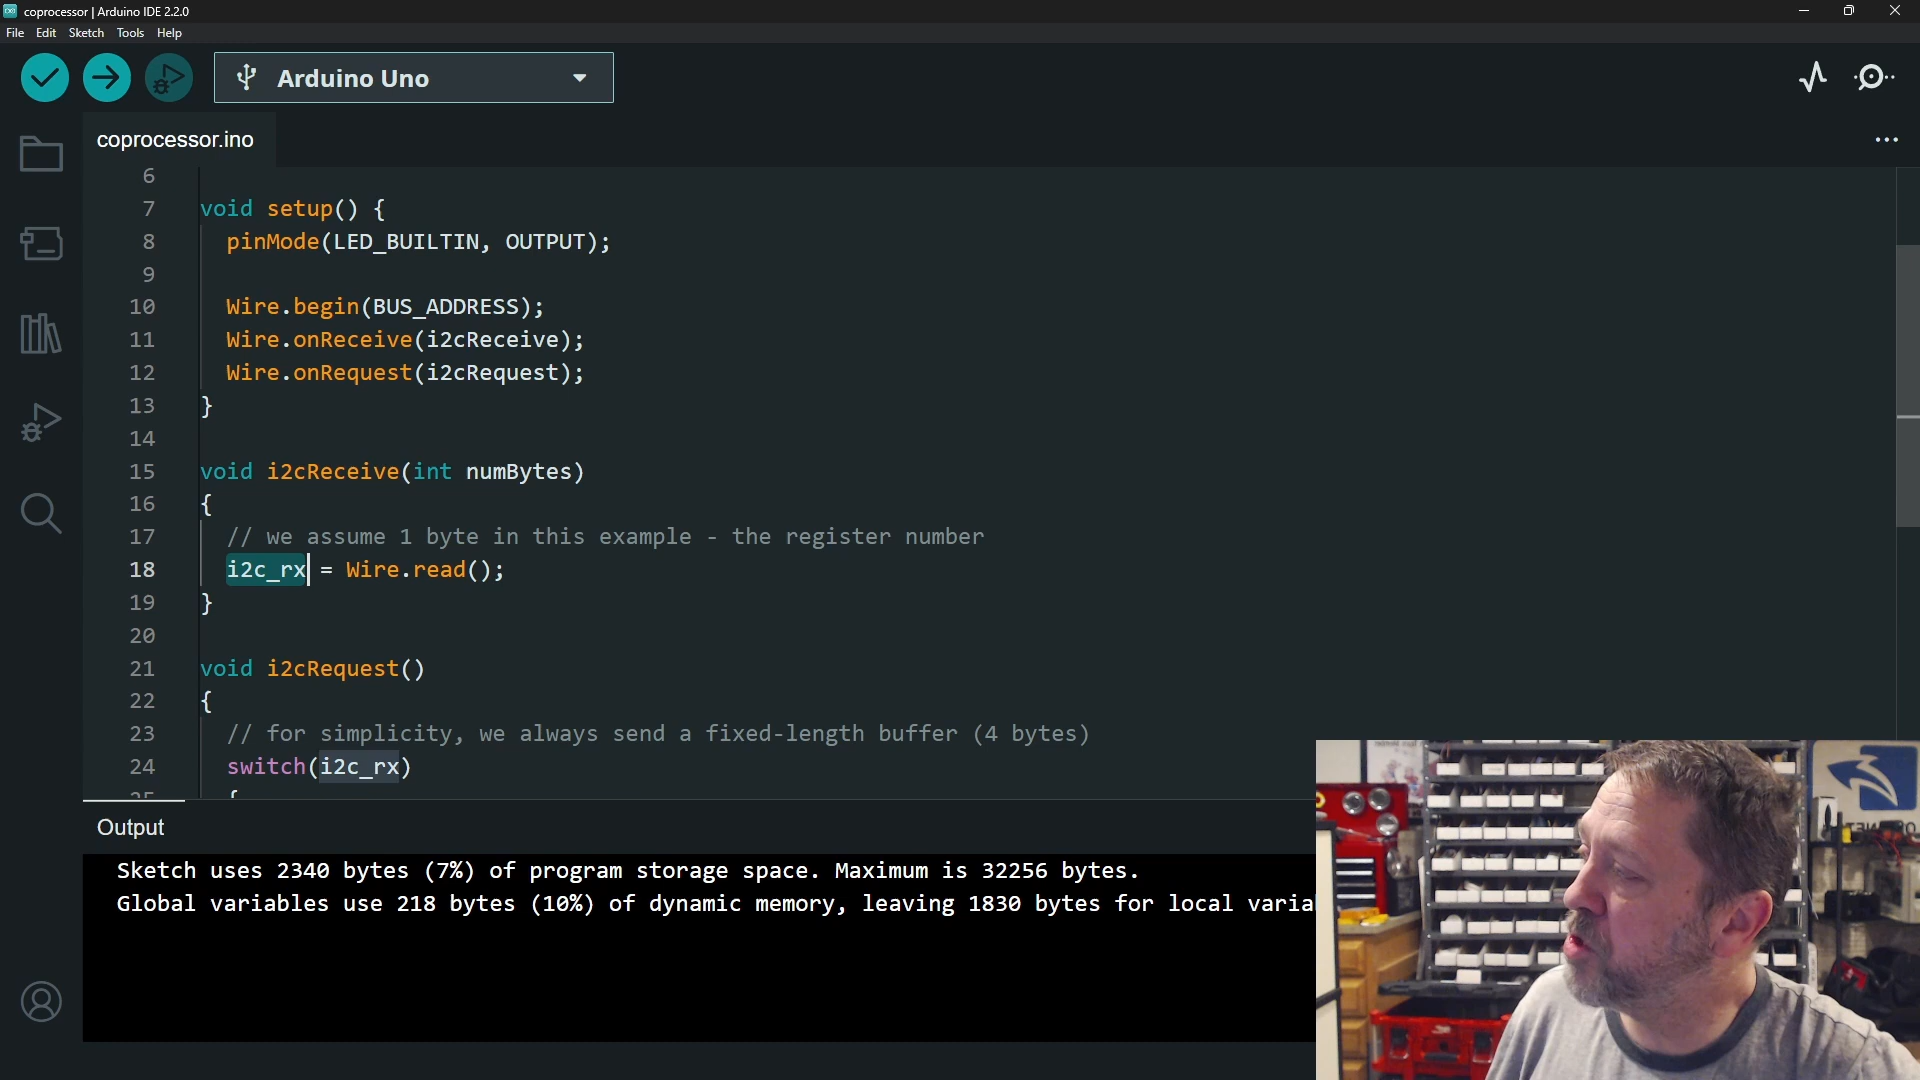 coprocessor | Arduino IDE 2.2.0
File Edit Sketch Tools Help
Arduino Uno
coprocessor.ino
6
7 void setup() {
8 pinMode(LED_BUILTIN, OUTPUT);
9
10 Wire.begin(BUS_ADDRESS);
11 Wire.onReceive(i2cReceive);
12 Wire.onRequest(i2cRequest);
13 }
14
15 void i2cReceive(int numBytes)
16 {
17 // we assume 1 byte in this example - the register number
18 i2c_rx = Wire.read();
19 }
20
21 void i2cRequest()
22 {
23 // for simplicity, we always send a fixed-length buffer (4 bytes)
24 switch(i2c_rx)
25 {
Output
Sketch uses 2340 bytes (7%) of program storage space. Maximum is 32256 bytes.
Global variables use 218 bytes (10%) of dynamic memory, leaving 1830 bytes for local varia